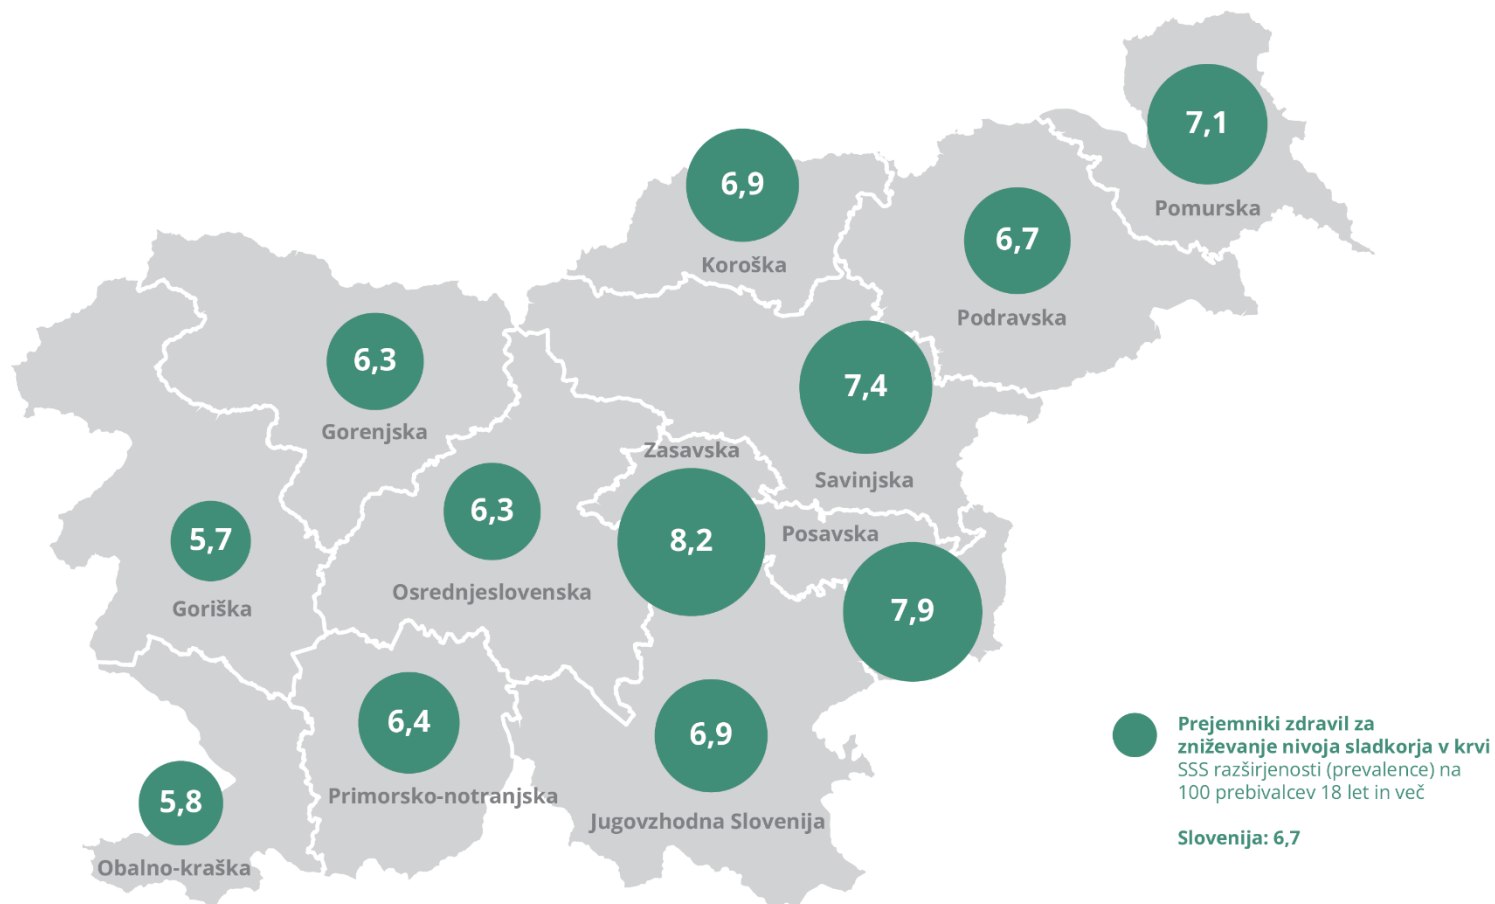 7,1
Pomurska
6,9
Koroška
6,7
Podravska
6,3
Gorenjska
7,4
Savinjska
Zasavska
8,2
6,3
Osrednjeslovenska
5,7
Goriška
Posavska
7,9
6,4
Primorsko-notranjska
6,9
Jugovzhodna Slovenija
5,8
Obalno-kraška
Prejemniki zdravil za
zniževanje nivoja sladkorja v krvi
SSS razširjenosti (prevalence) na
100 prebivalcev 18 let in več
Slovenija: 6,7